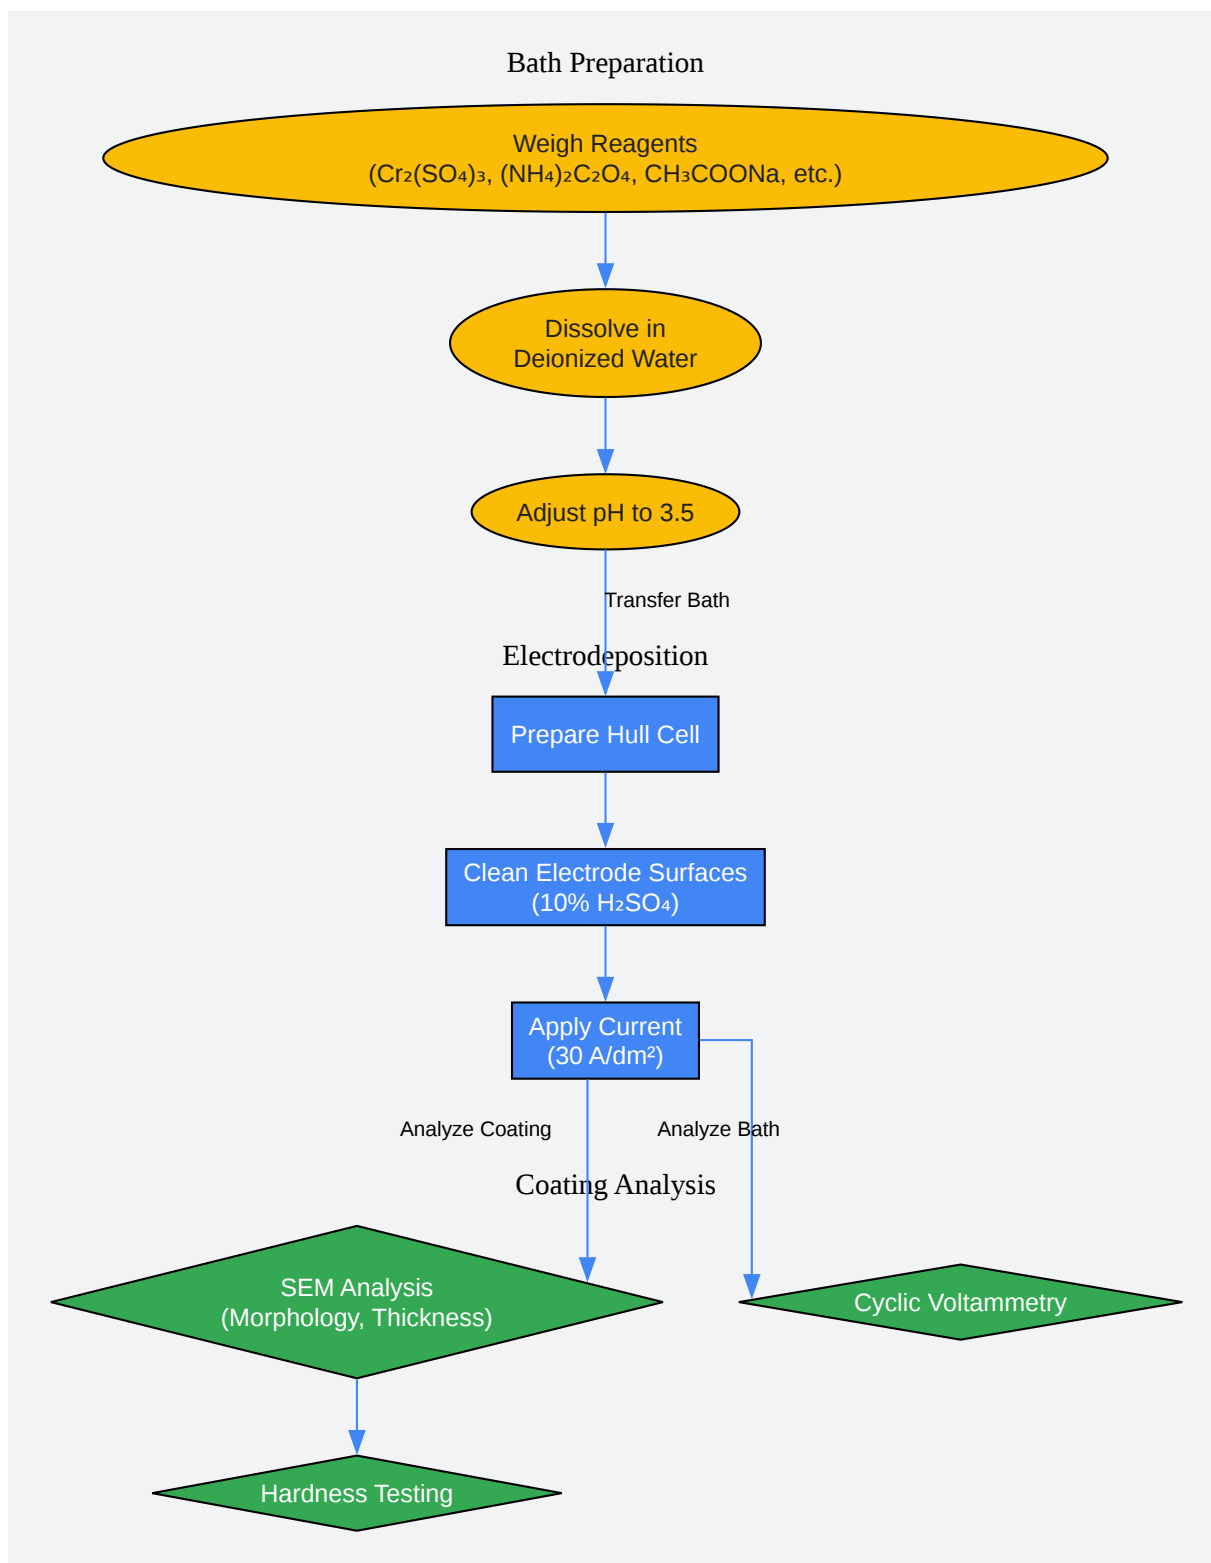 Bath Preparation
Weigh Reagents
(Cr₂(SO₄)₃, (NH₄)₂C₂O₄, CH₃COONa, etc.)
Dissolve in
Deionized Water
Adjust pH to 3.5
Transfer Bath
Electrodeposition
Prepare Hull Cell
Clean Electrode Surfaces
(10% H₂SO₄)
Apply Current
(30 A/dm²)
Analyze Coating
Analyze Bath
Coating Analysis
SEM Analysis
(Morphology, Thickness)
Cyclic Voltammetry
Hardness Testing